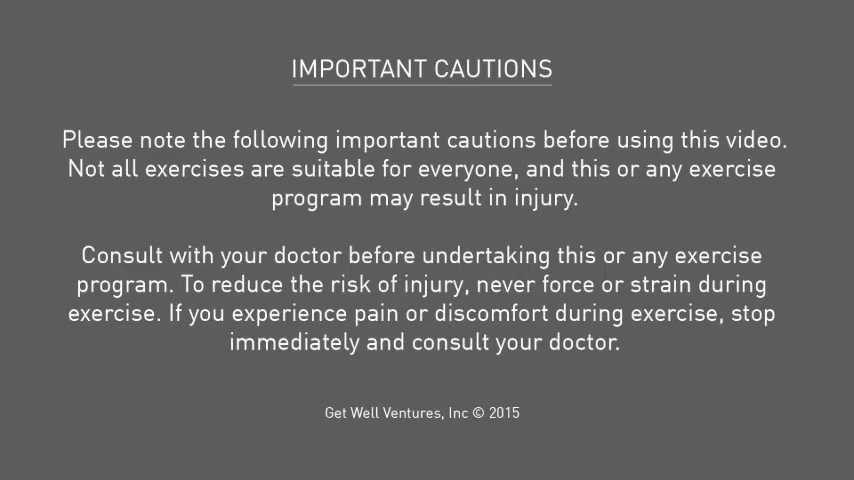 IMPORTANT CAUTIONS
Please note the following important cautions before using this video.
Not all exercises are suitable for everyone, and this or any exercise
program may result in injury.
Consult with your doctor before undertaking this or any exercise
program. To reduce the risk of injury, never force or strain during
exercise. If you experience pain or discomfort during exercise, stop
immediately and consult your doctor.
Get Well Ventures, Inc © 2015